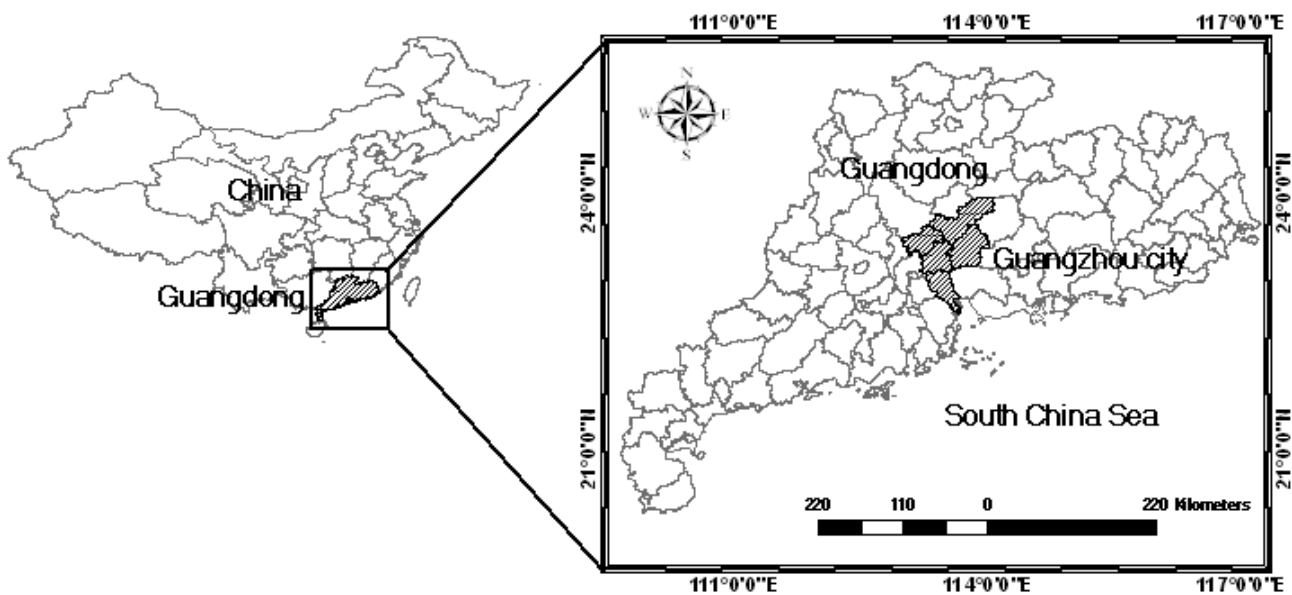 China
Guangdong
111°0'0"E 114°0'0"E 117°0'0"E
N
W E
S
24°0'0"N
24°0'0"N
Guangdong
Guangzhou city
South China Sea
21°0'0"N
21°0'0"N
220 110 0 220 Kilometers
111°0'0"E 114°0'0"E 117°0'0"E